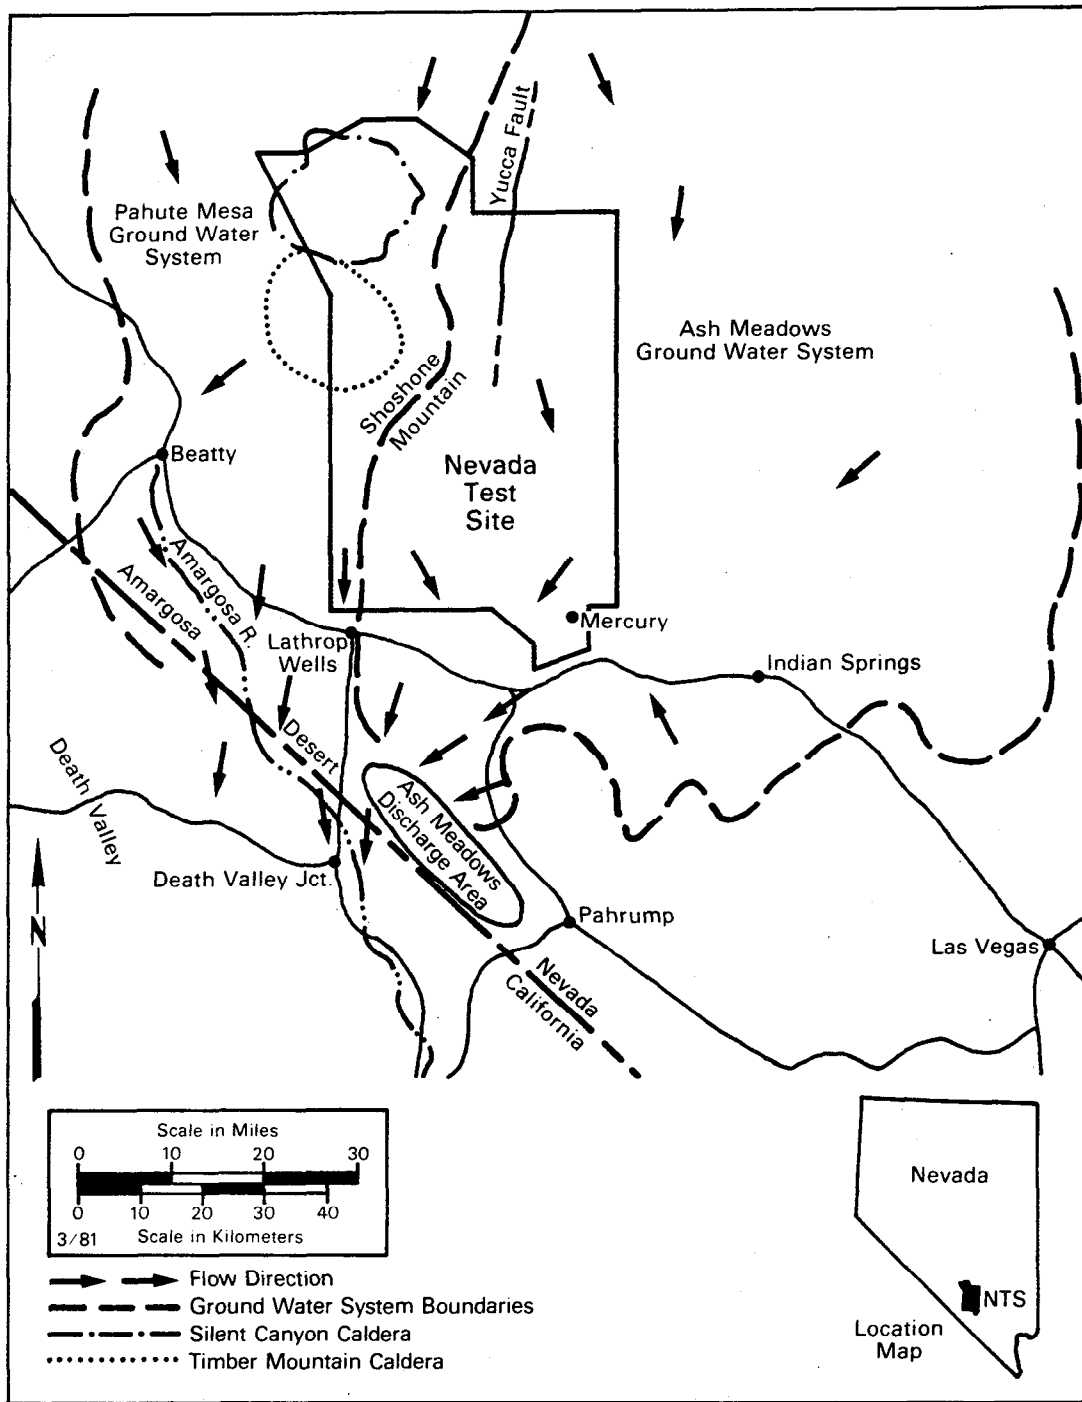 Yucca Fault
Pahute Mesa
Ground Water
System
Ash Meadows
Ground Water System
Shoshone
Mountain
Beatty
Nevada
Test
Site
Amargosa R.
Amargosa
Desert
Mercury
Lathrop
Wells
Indian Springs
Death Valley
Ash Meadows
Discharge Area
Death Valley Jct.
Pahrump
Las Vegas
N
Nevada
California
Scale in Miles
0 10 20 30
0 10 20 30 40
3/81 Scale in Kilometers
Flow Direction
Ground Water System Boundaries
Silent Canyon Caldera
Timber Mountain Caldera
Nevada
NTS
Location
Map